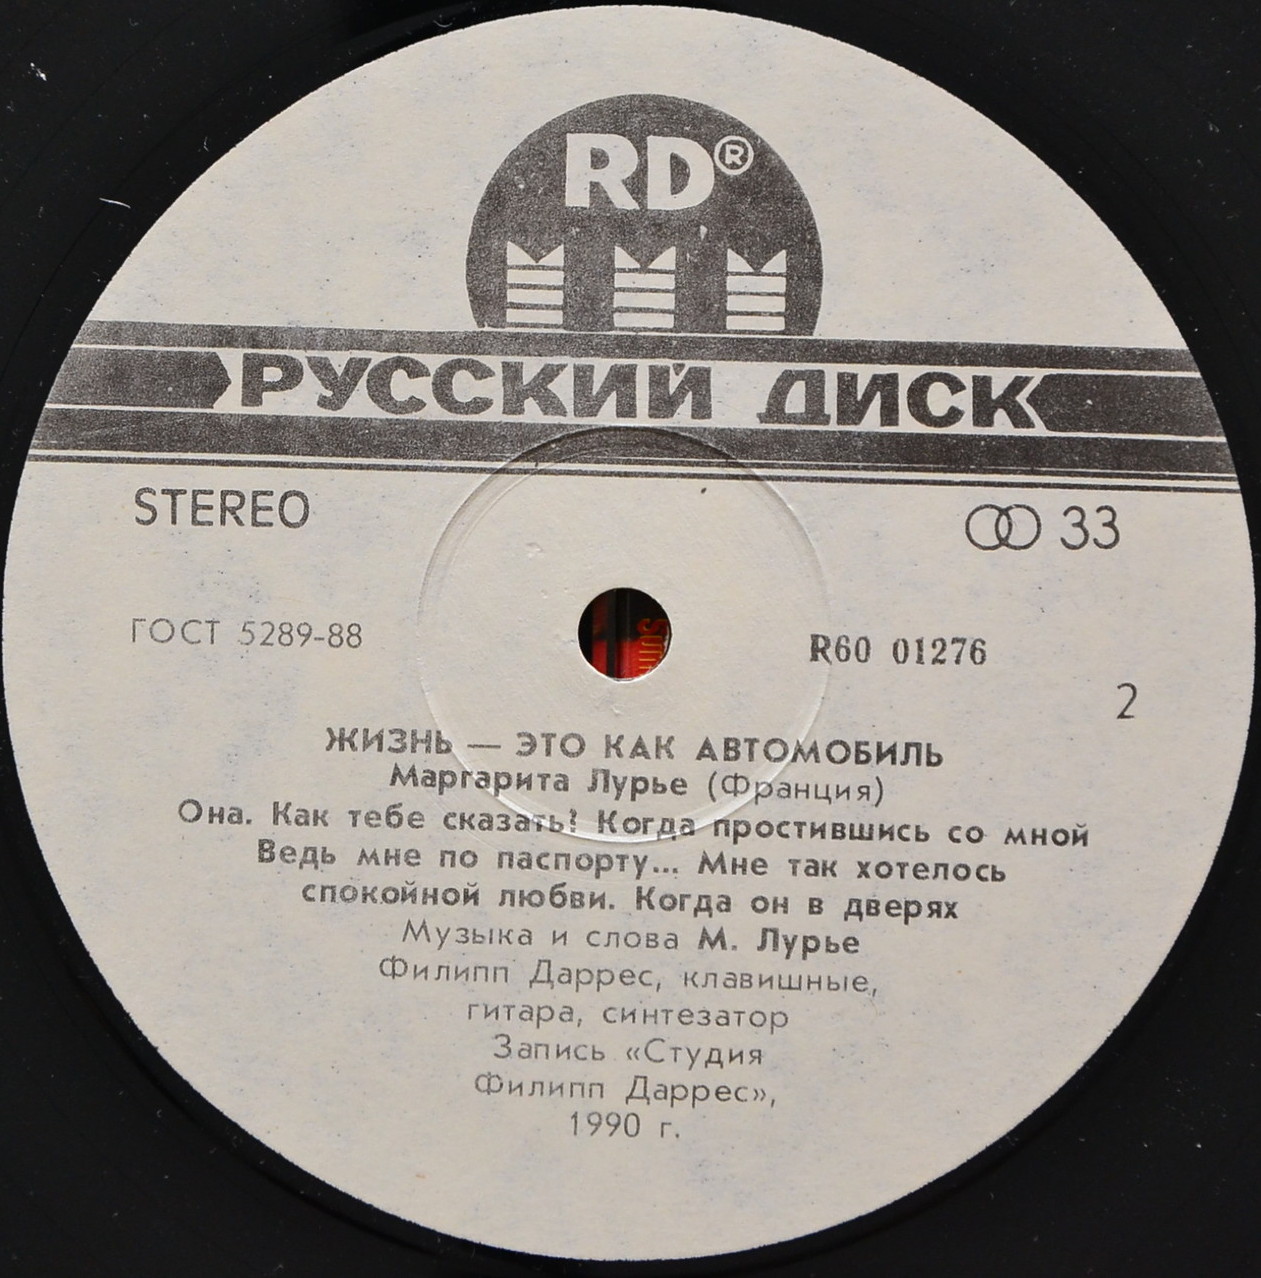 RD®
РУССКИЙ ДИСК
STEREO
33
ГОСТ 5289-88
R60 01276
2
ЖИЗНЬ — ЭТО КАК АВТОМОБИЛЬ
Маргарита Лурье (Франция)
Она. Как тебе сказать? Когда простившись со мной
Ведь мне по паспорту... Мне так хотелось
спокойной любви. Когда он в дверях
Музыка и слова М. Лурье
Филипп Даррес, клавишные,
гитара, синтезатор
Запись «Студия
Филипп Даррес»,
1990 г.